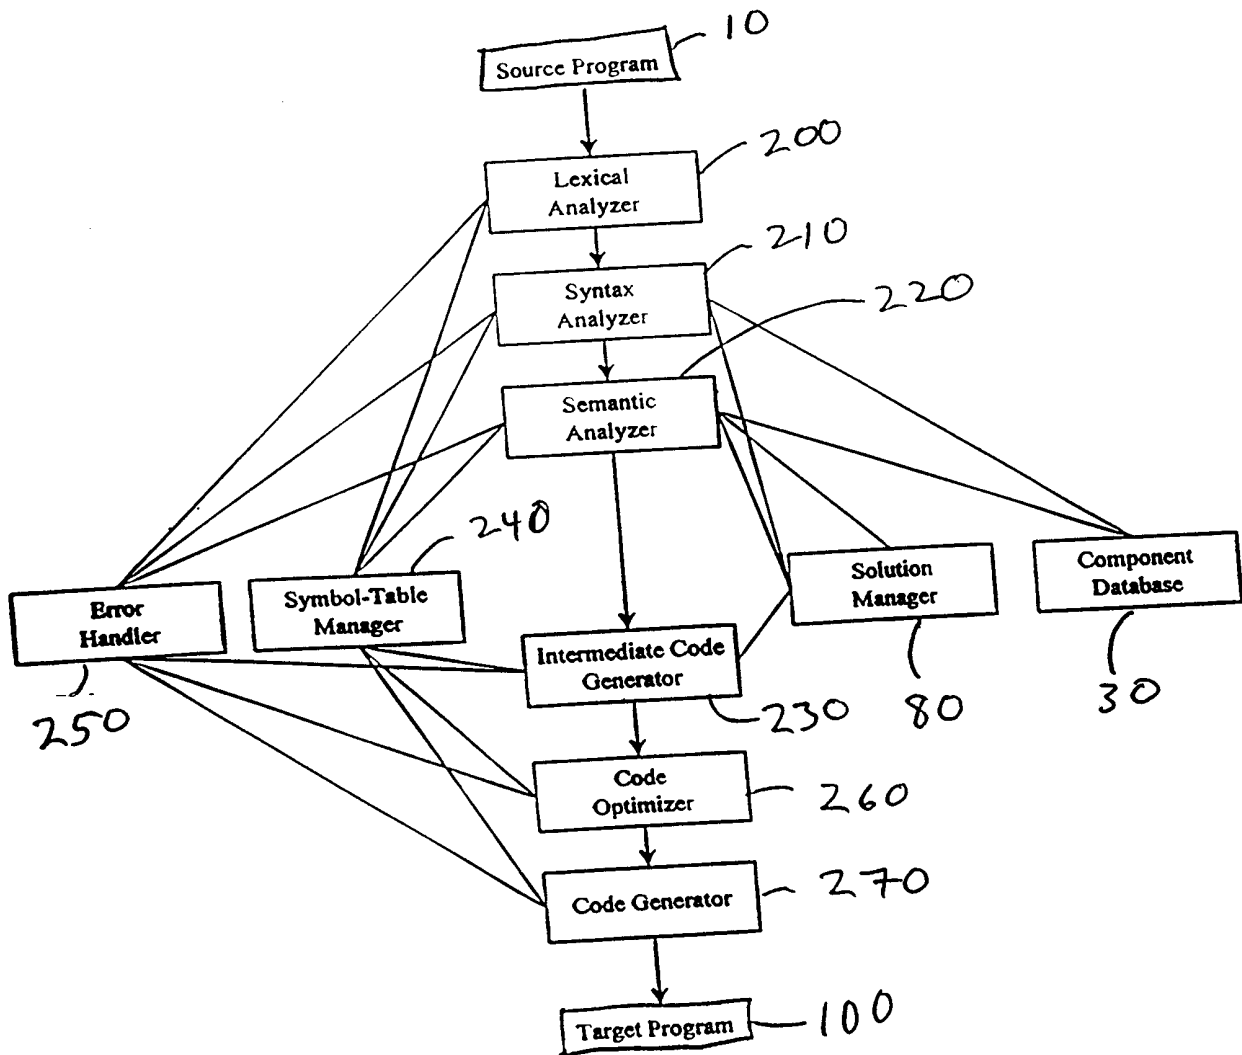 10
Source Program
200
Lexical
Analyzer
210
Syntax
Analyzer
220
Semantic
Analyzer
240
Error
Handler
Symbol-Table
Manager
Solution
Manager
Component
Database
250
Intermediate Code
Generator
230
80
30
Code
Optimizer
260
Code Generator
270
Target Program
100